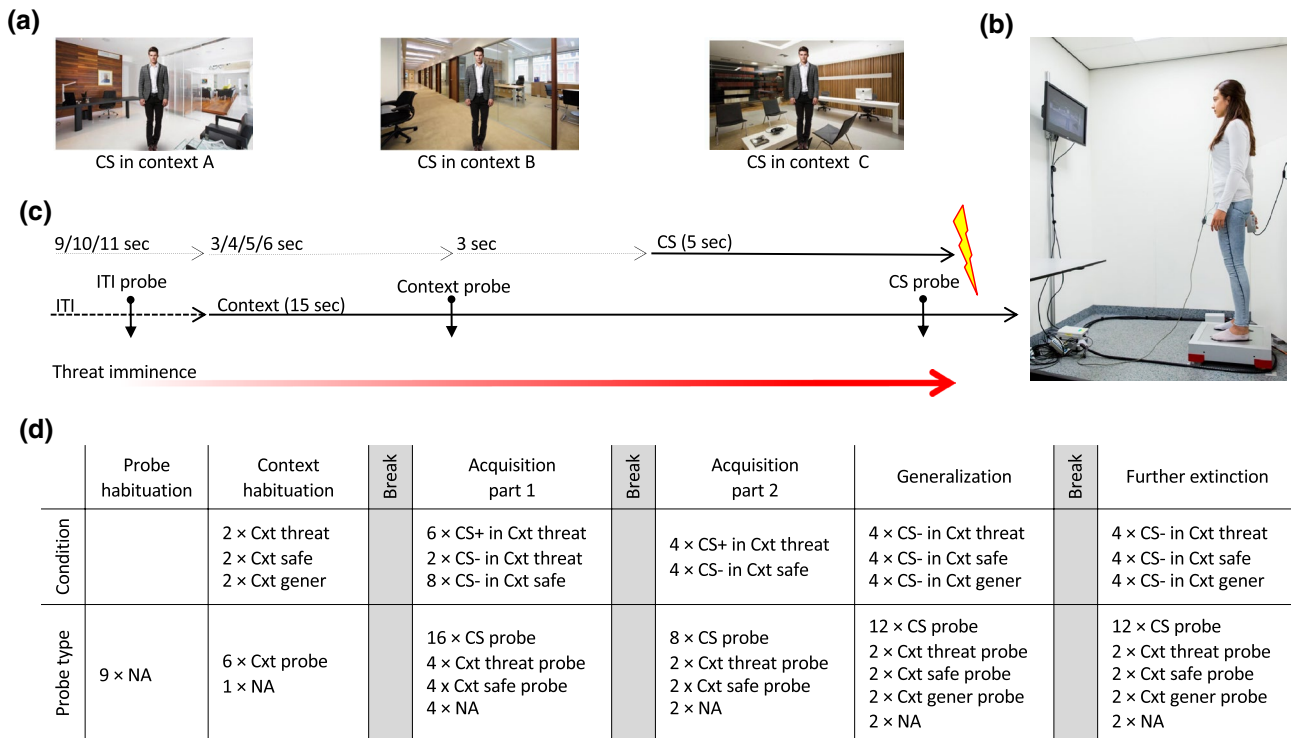 (a)
(b)
CS in context A
CS in context B
CS in context  C
(c)
9/10/11 sec
3/4/5/6 sec
3 sec
CS (5 sec)
ITI probe
Context probe
CS probe
ITI
Context (15 sec)
Threat imminence
(d)
Probe
habituation
Context
habituation
Break
Acquisition
part 1
Break
Acquisition
part 2
Generalization
Break
Further extinction
Condition
2 × Cxt threat
2 × Cxt safe
2 × Cxt gener
6 × CS+ in Cxt threat
2 × CS- in Cxt threat
8 × CS- in Cxt safe
4 × CS+ in Cxt threat
4 × CS- in Cxt safe
4 × CS- in Cxt threat
4 × CS- in Cxt safe
4 × CS- in Cxt gener
4 × CS- in Cxt threat
4 × CS- in Cxt safe
4 × CS- in Cxt gener
Probe type
9 × NA
6 × Cxt probe
1 × NA
16 × CS probe
4 × Cxt threat probe
4 x Cxt safe probe
4 × NA
8 × CS probe
2 × Cxt threat probe
2x Cxt safe probe
2 × NA
12 × CS probe
2 × Cxt threat probe
2 × Cxt safe probe
2 × Cxt gener probe
2 × NA
12 × CS probe
2 × Cxt threat probe
2 × Cxt safe probe
2 × Cxt gener probe
2 × NA